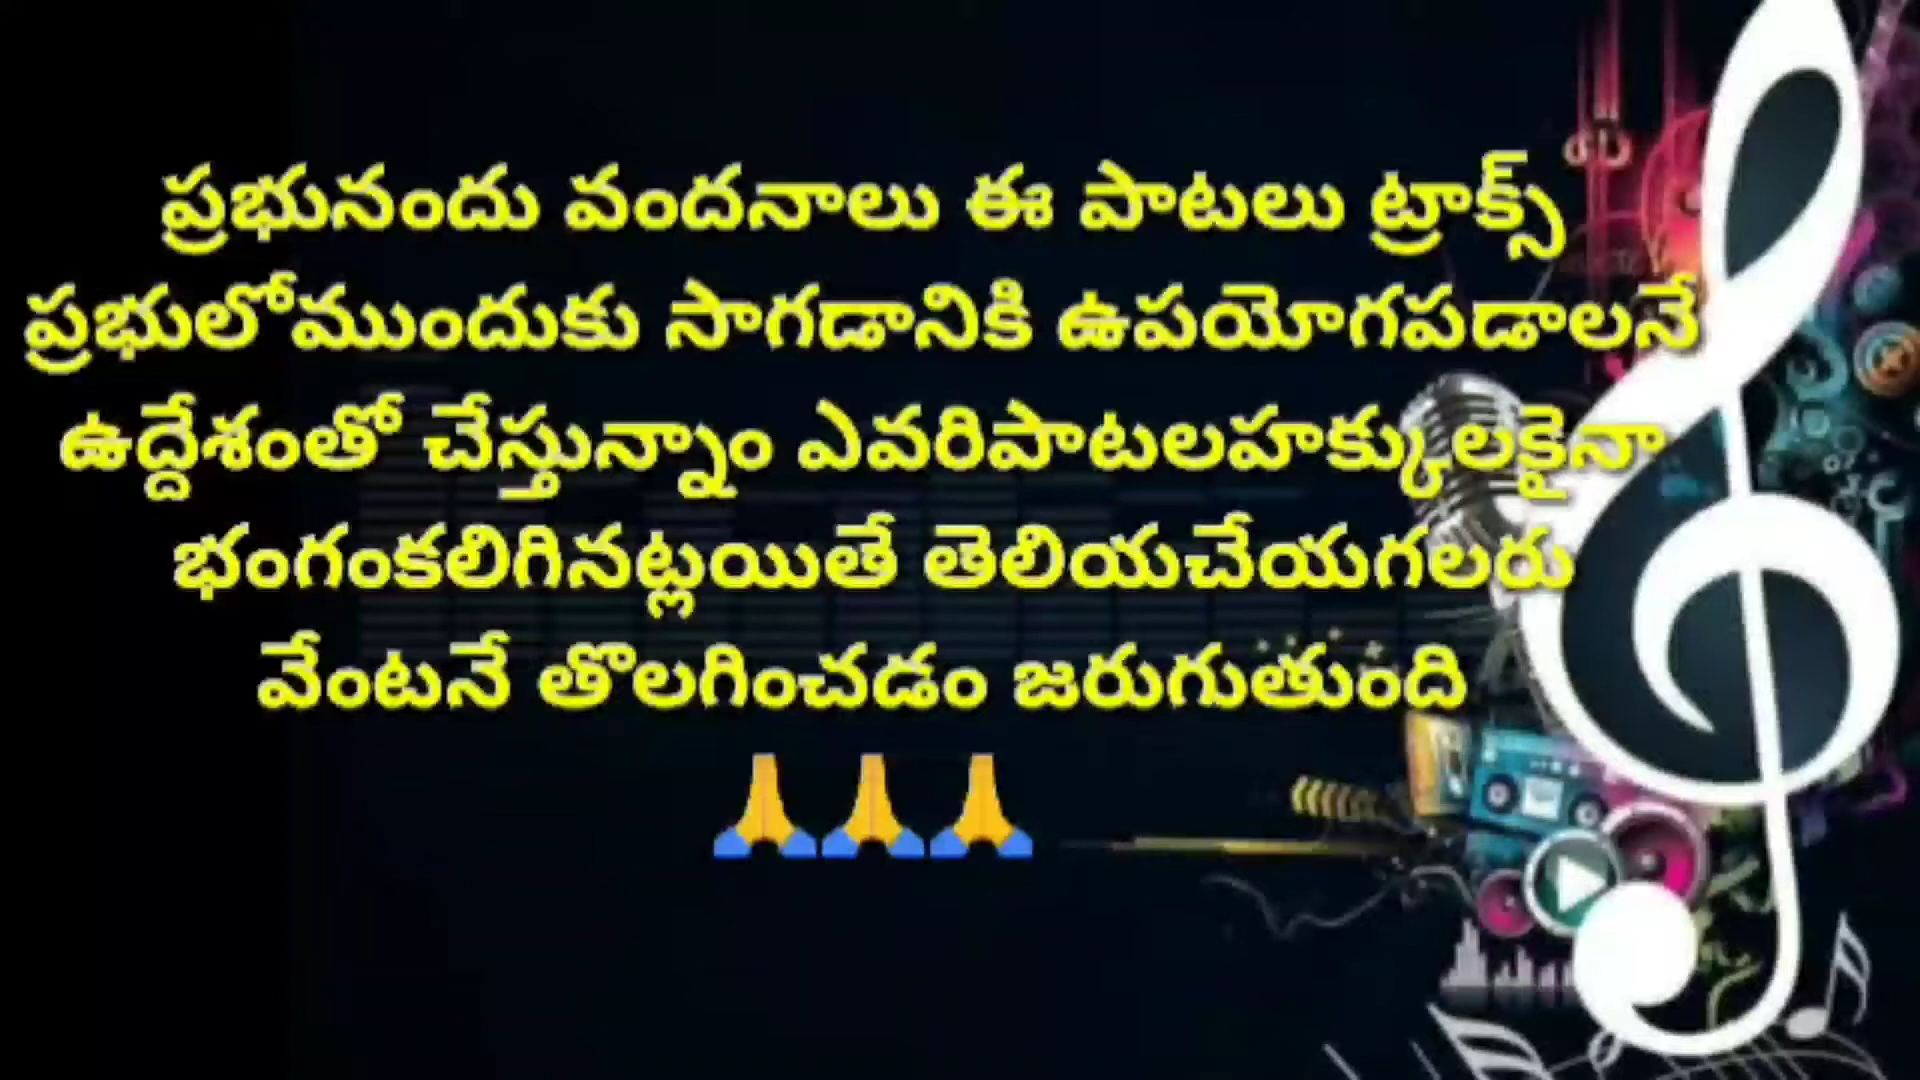 ప్రభునందు వందనాలు ఈ పాటలు ట్రాక్స్
ప్రభులోముందుకు సాగడానికి ఉపయోగపడాలనే
ఉద్దేశంతో చేస్తున్నాం ఎవరిపాటలహక్కులకైనా
భంగంకలిగినట్లయితే తెలియచేయగలరు
వేంటనే తొలగించడం జరుగుతుంది
🙏🙏🙏